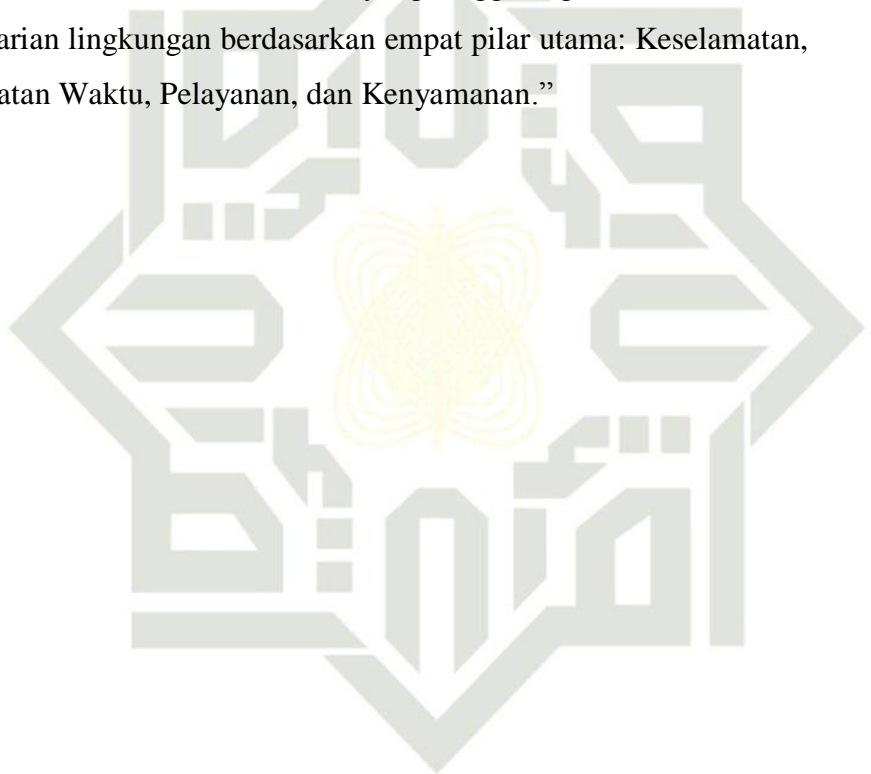 arian lingkungan berdasarkan empat pilar utama: Keselamatan,
atan Waktu, Pelayanan, dan Kenyamanan.”